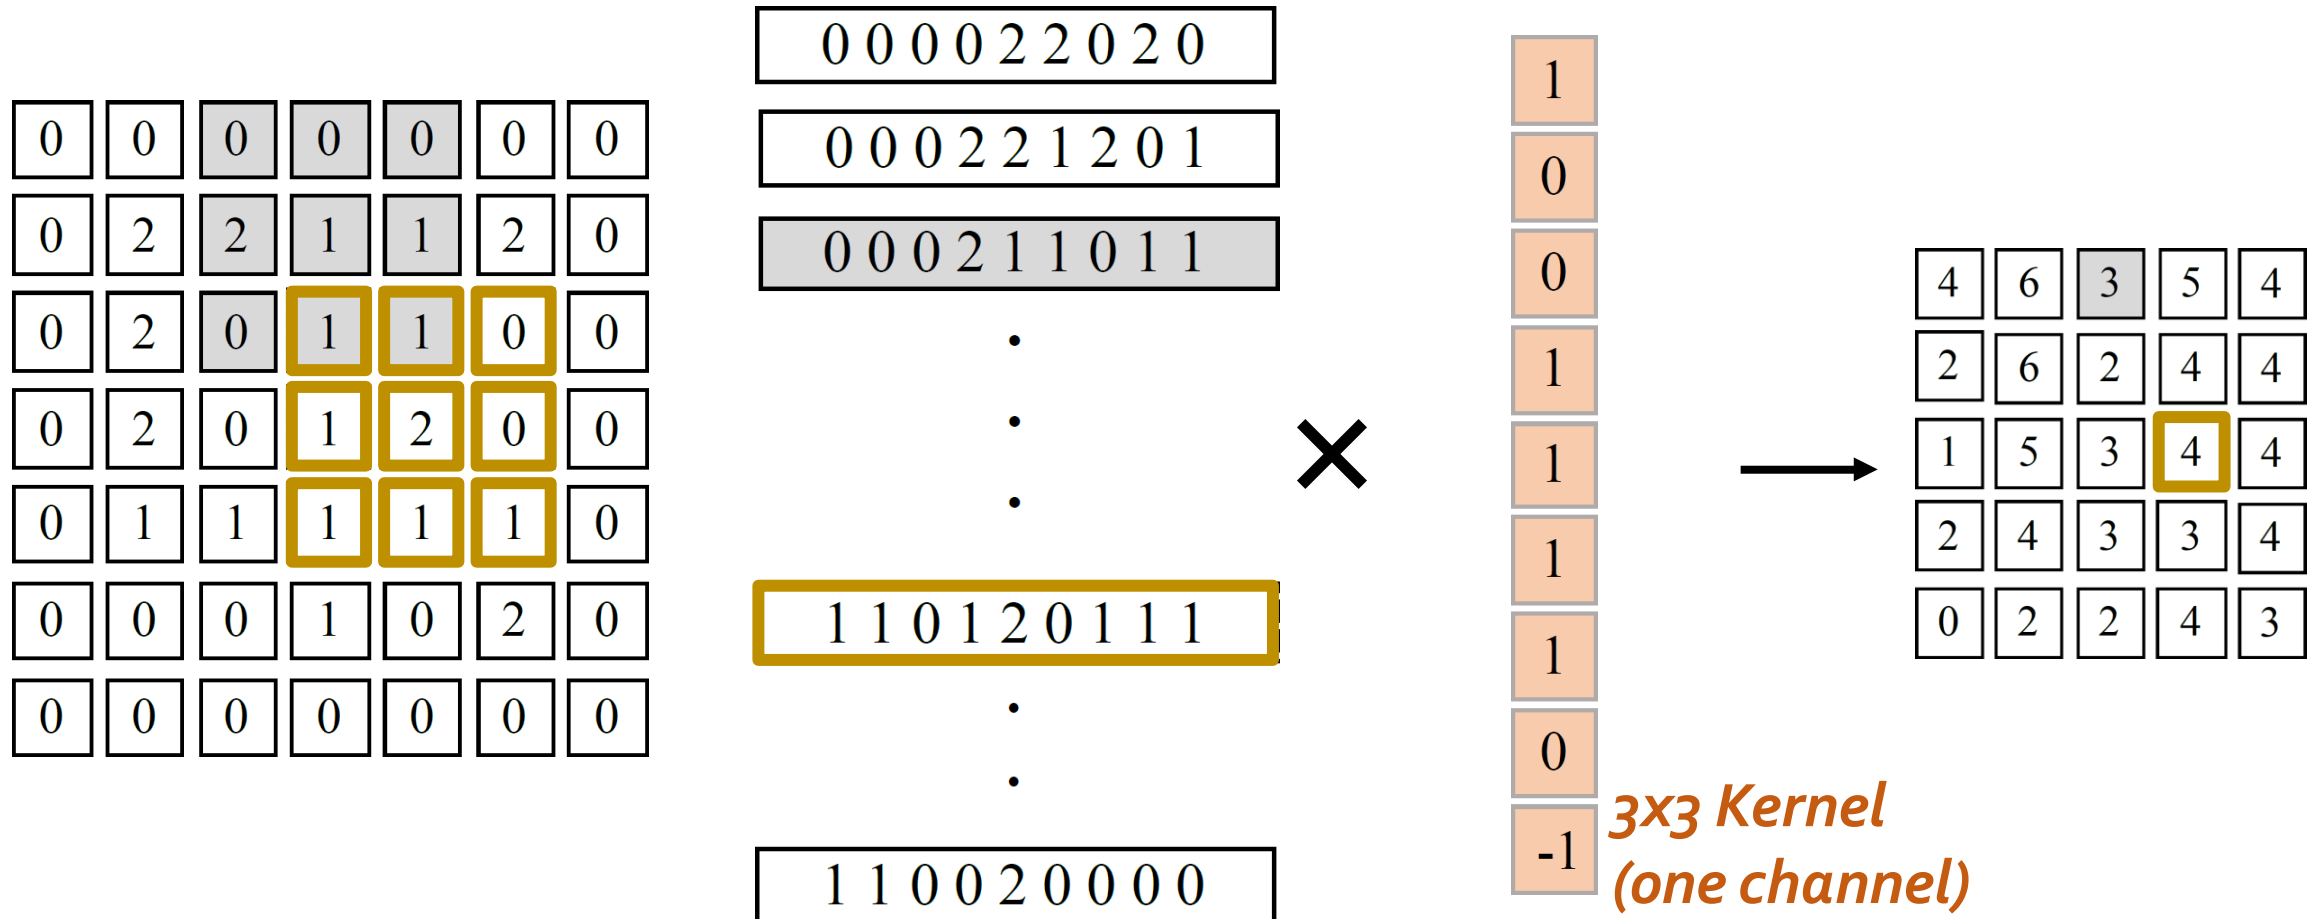 0 0 0 0 0 0 0
0 2 2 1 1 2 0
0 2 0 1 1 0 0
0 2 0 1 2 0 0
0 1 1 1 1 1 0
0 0 0 1 0 2 0
0 0 0 0 0 0 0
0 0 0 0 2 2 0 2 0
0 0 0 2 2 1 2 0 1
0 0 0 2 1 1 0 1 1
1 1 0 1 2 0 1 1 1
1 1 0 0 2 0 0 0 0
×
1
0
0
1
1
1
1
0
-1
3x3 Kernel
(one channel)
4 6 3 5 4
2 6 2 4 4
1 5 3 4 4
2 4 3 3 4
0 2 2 4 3